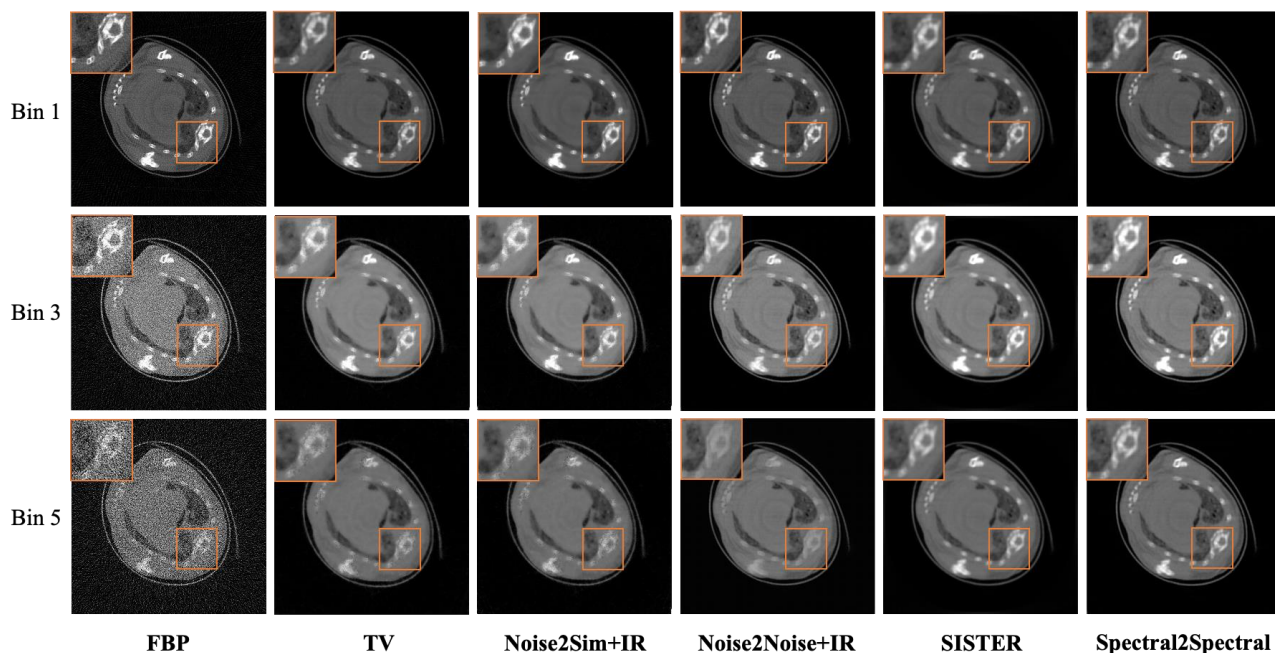 Bin 1
Bin 3
Bin 5
FBP TV Noise2Sim+IR Noise2Noise+IR SISTER Spectral2Spectral